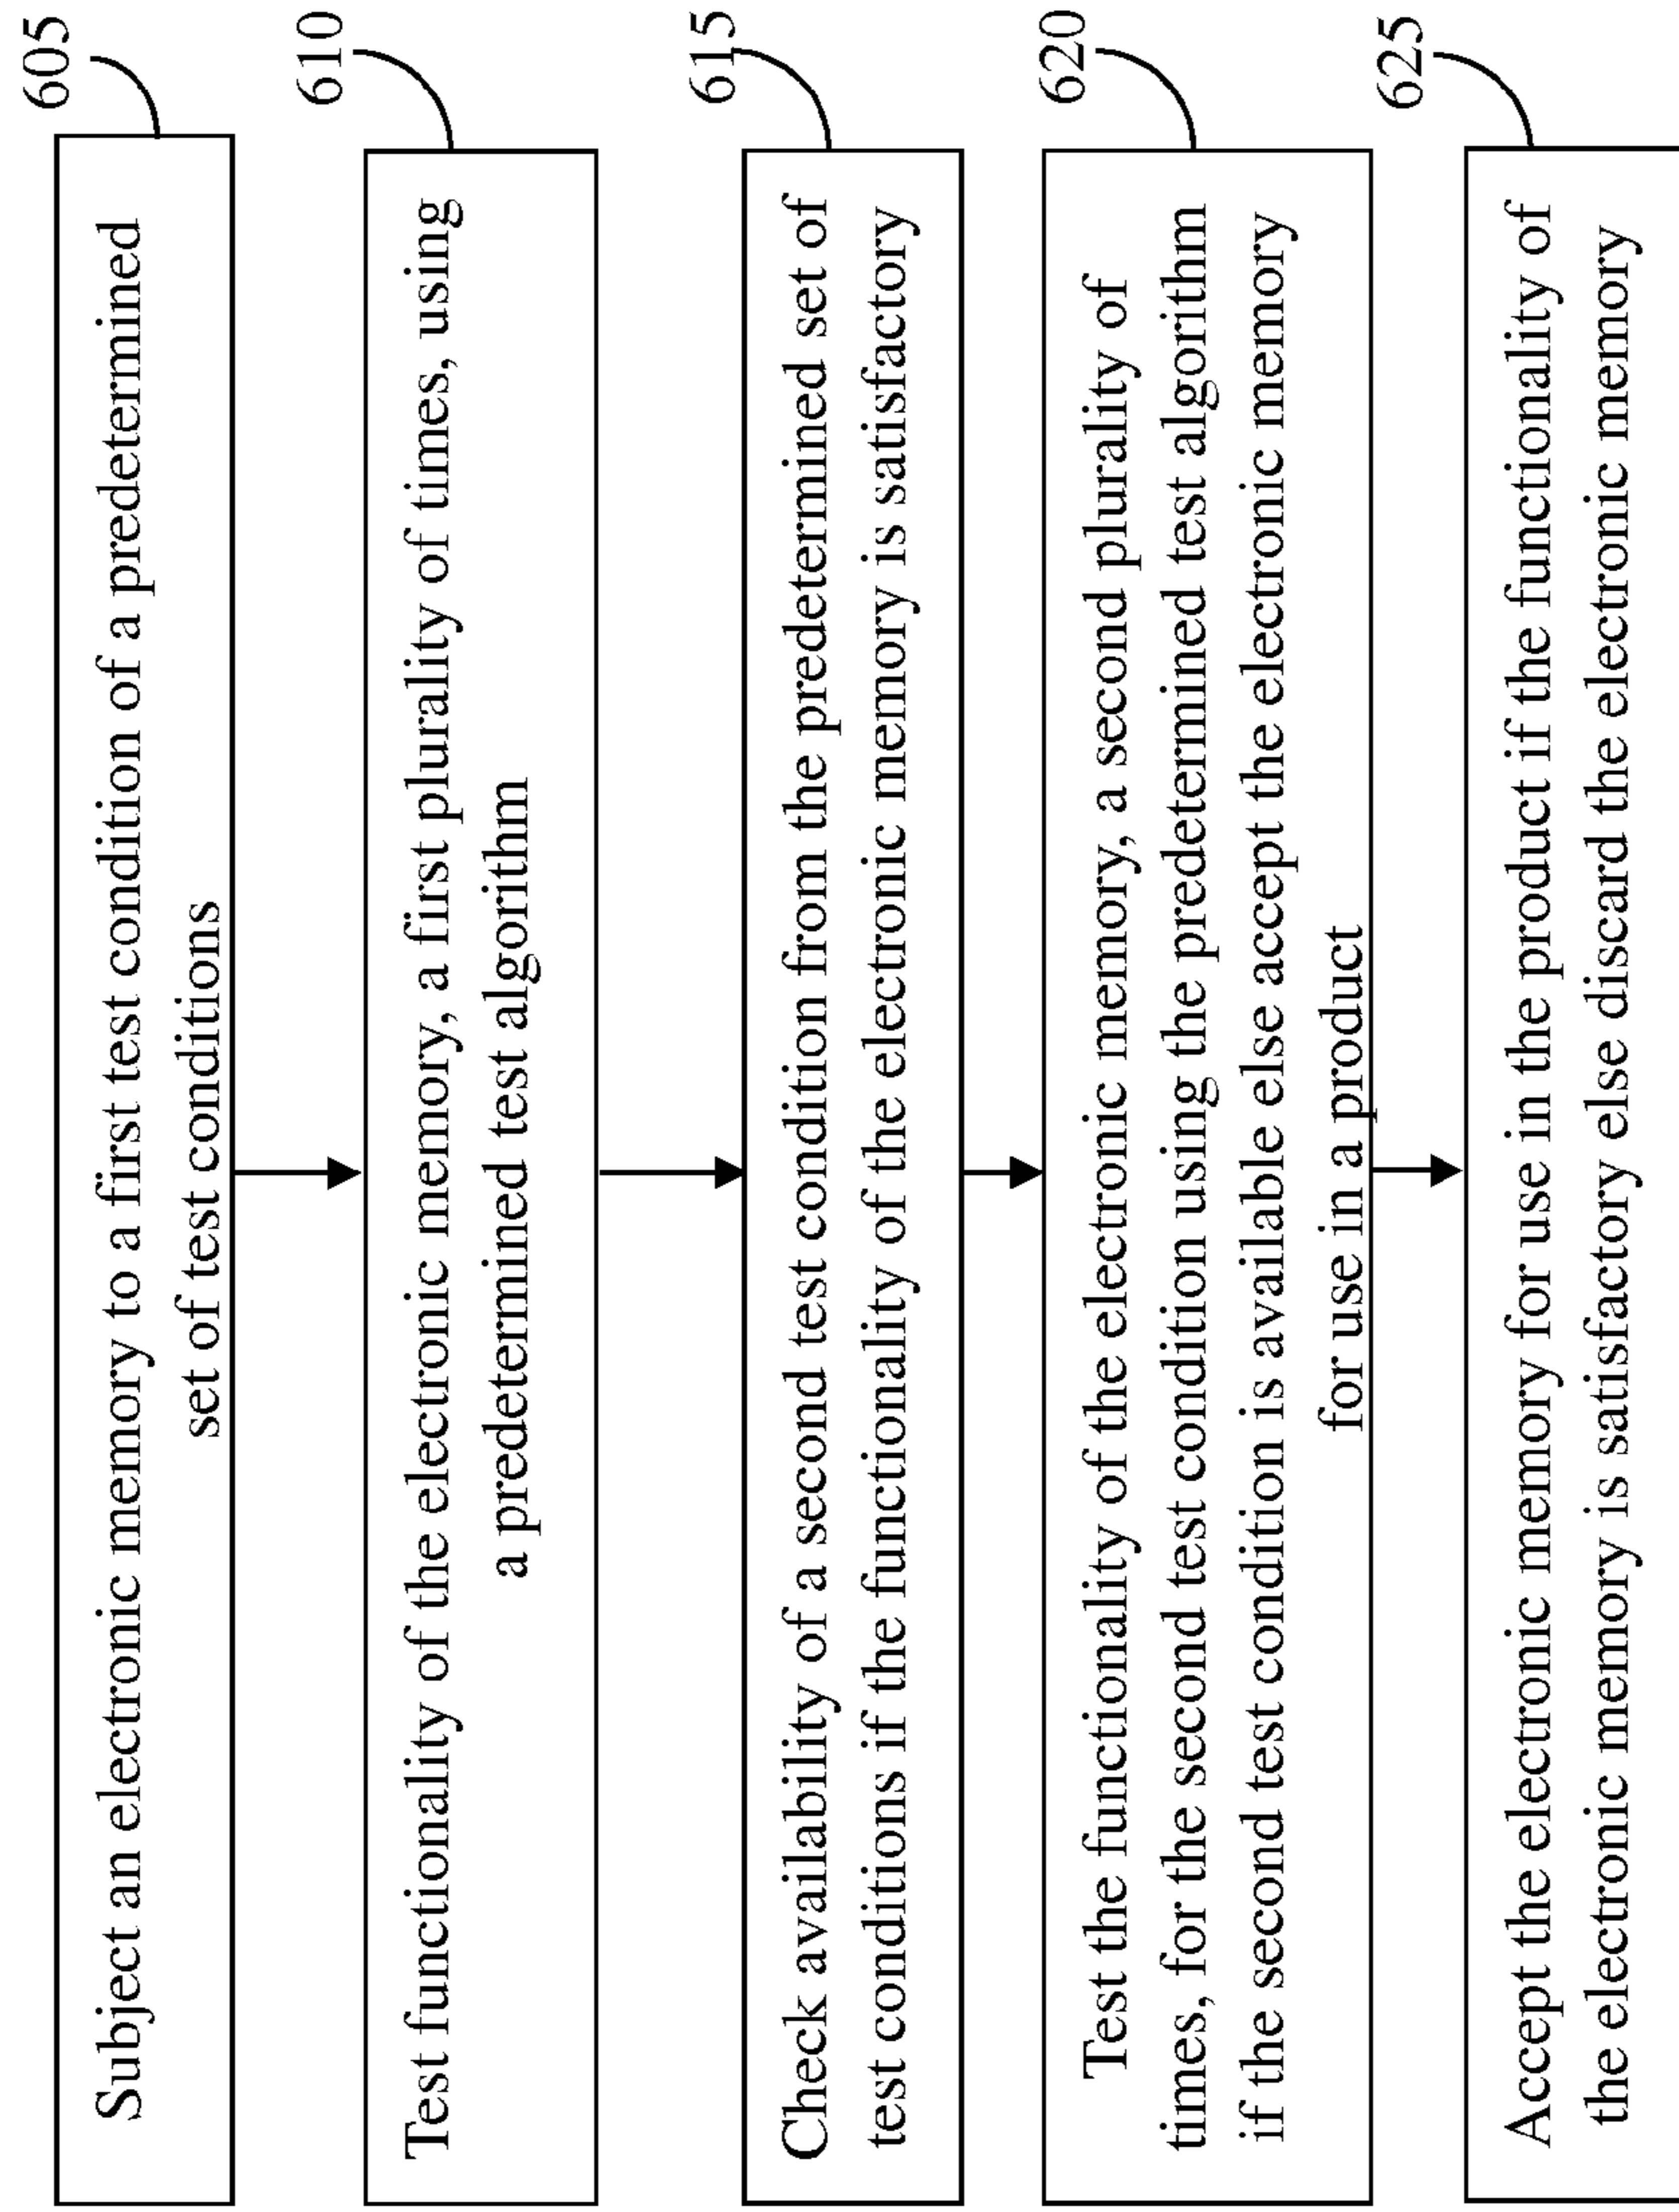 605
Subject an electronic memory to a first test condition of a predetermined
set of test conditions
610
Test functionality of the electronic memory, a first plurality of times, using
a predetermined test algorithm
615
Check availability of a second test condition from the predetermined set of
test conditions if the functionality of the electronic memory is satisfactory
620
Test the functionality of the electronic memory, a second plurality of
times, for the second test condition using the predetermined test algorithm
if the second test condition is available else accept the electronic memory
for use in a product
625
Accept the electronic memory for use in the product if the functionality of
the electronic memory is satisfactory else discard the electronic memory